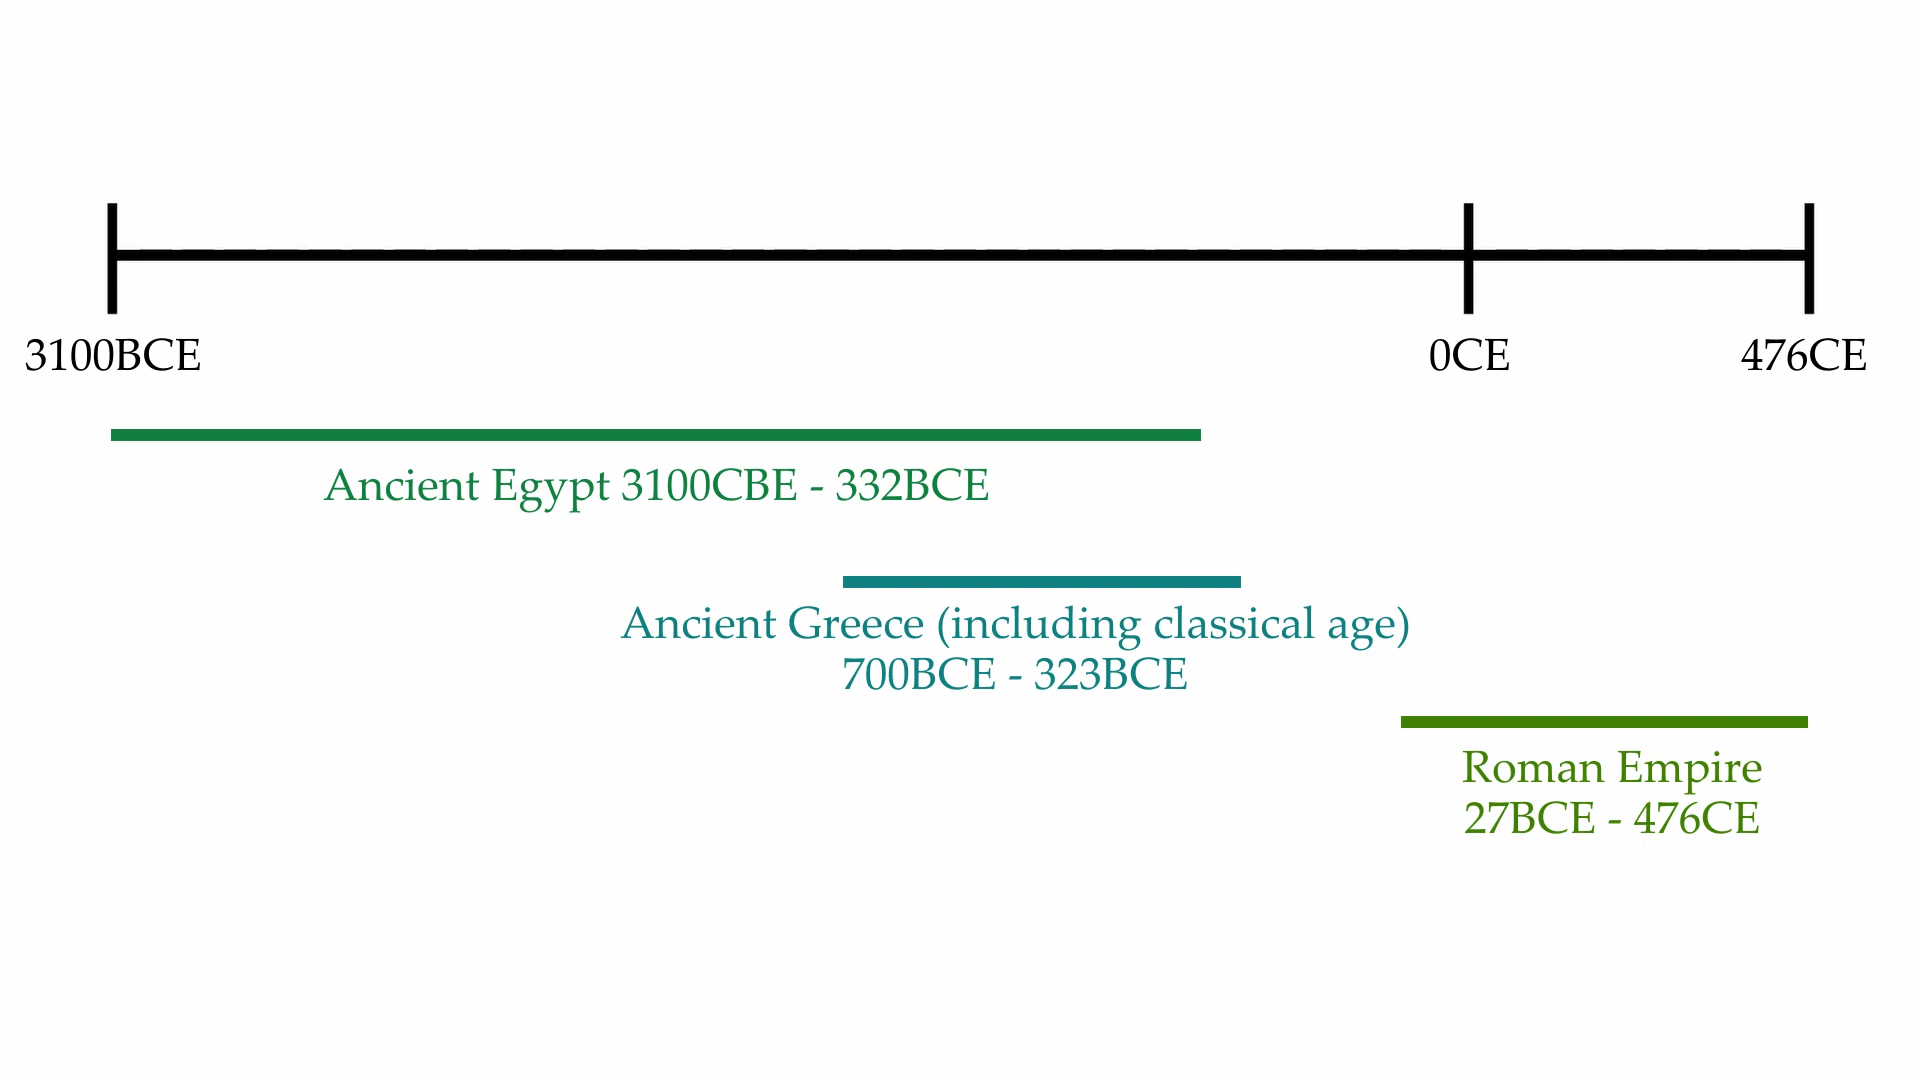 3100BCE
0CE
476CE
Ancient Egypt 3100CBE - 332BCE
Ancient Greece (including classical age)
700BCE - 323BCE
Roman Empire
27BCE - 476CE